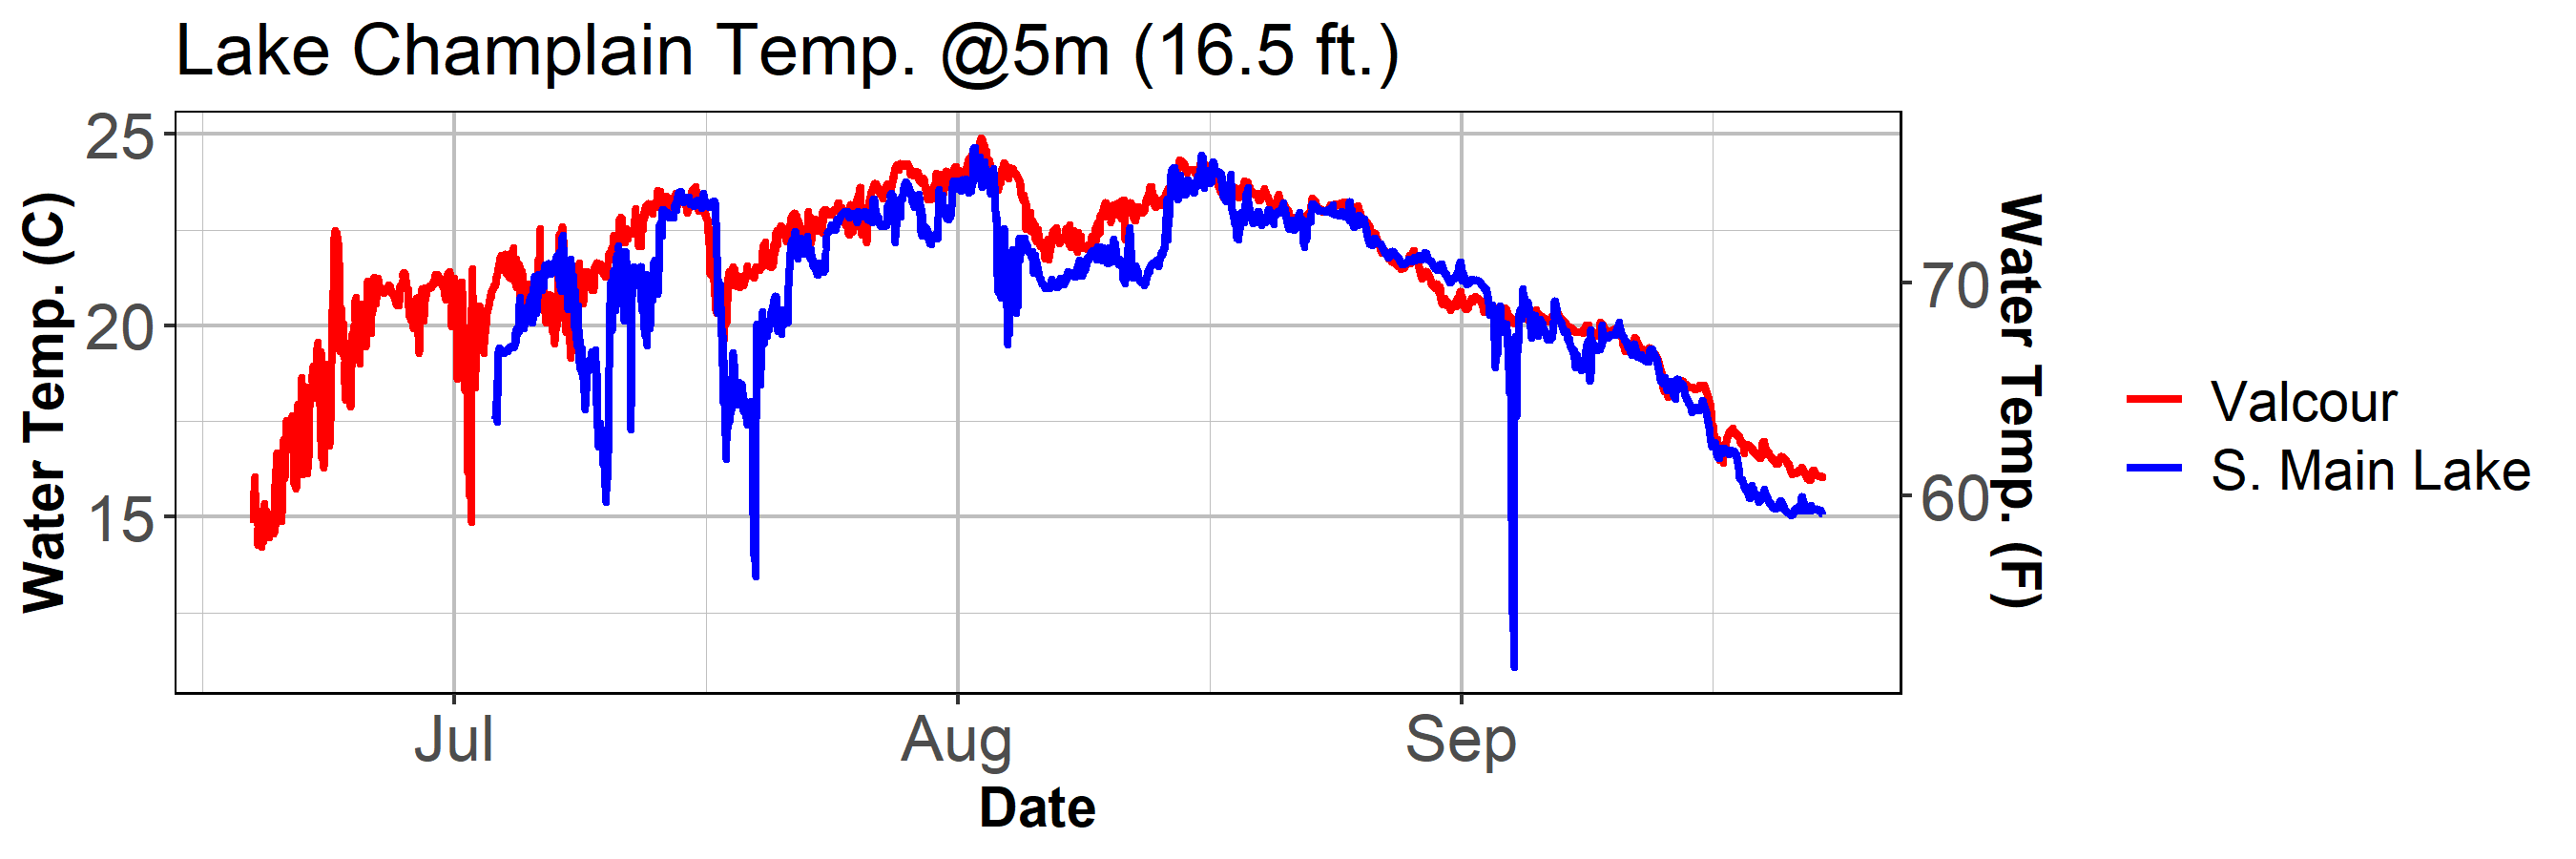 Lake Champlain Temp. @5m (16.5 ft.)
Water Temp. (C)
25
20
15
70
60
Water Temp. (F)
Jul
Aug
Sep
Date
Valcour
S. Main Lake